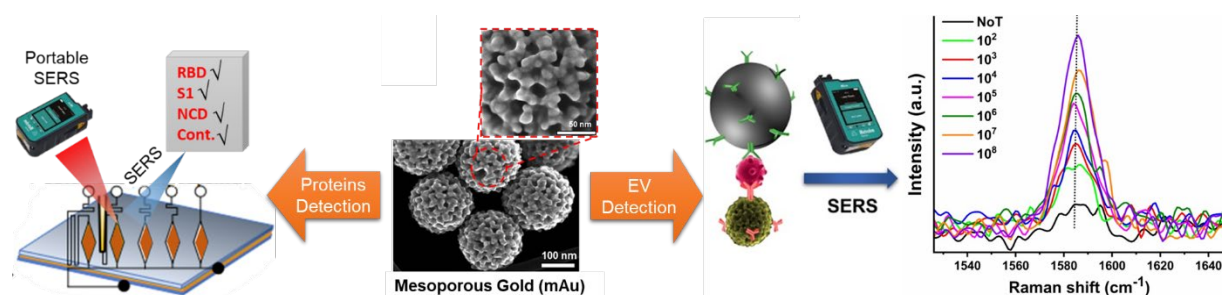 Portable
SERS
RBD √
S1 √
NCD √
Cont. √
SERS
Proteins
Detection
50 nm
100 nm
Mesoporous Gold (mAu)
EV
Detection
SERS
Intensity (a.u.)
NoT
10²
10³
10⁴
10⁵
10⁶
10⁷
10⁸
1540 1560 1580 1600 1620 1640
Raman shift (cm⁻¹)